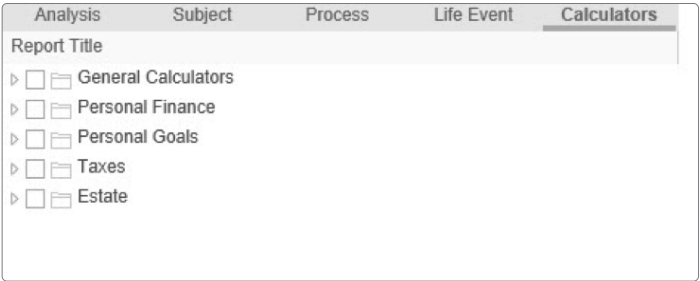 Analysis Subject Process Life Event Calculators
Report Title
General Calculators
Personal Finance
Personal Goals
Taxes
Estate